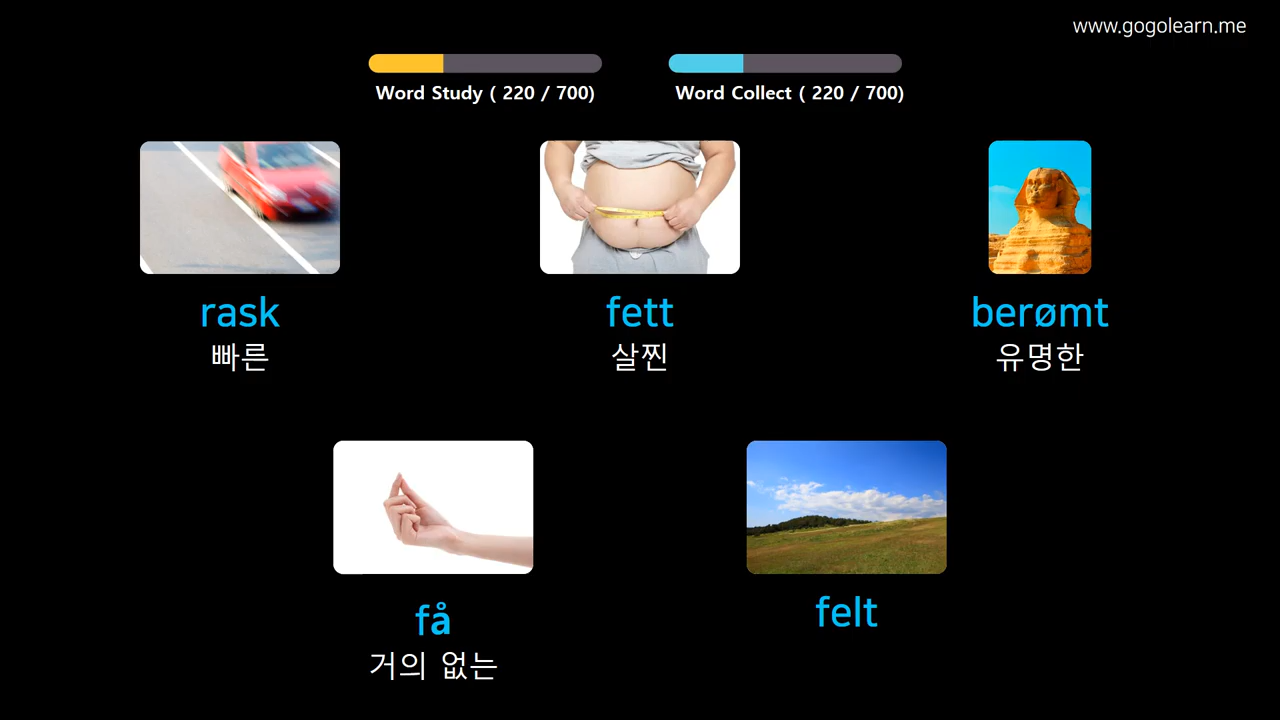 www.gogolearn.me
Word Study ( 220 / 700)
Word Collect ( 220 / 700)
rask
빠른
fett
살찐
berømt
유명한
få
거의 없는
felt